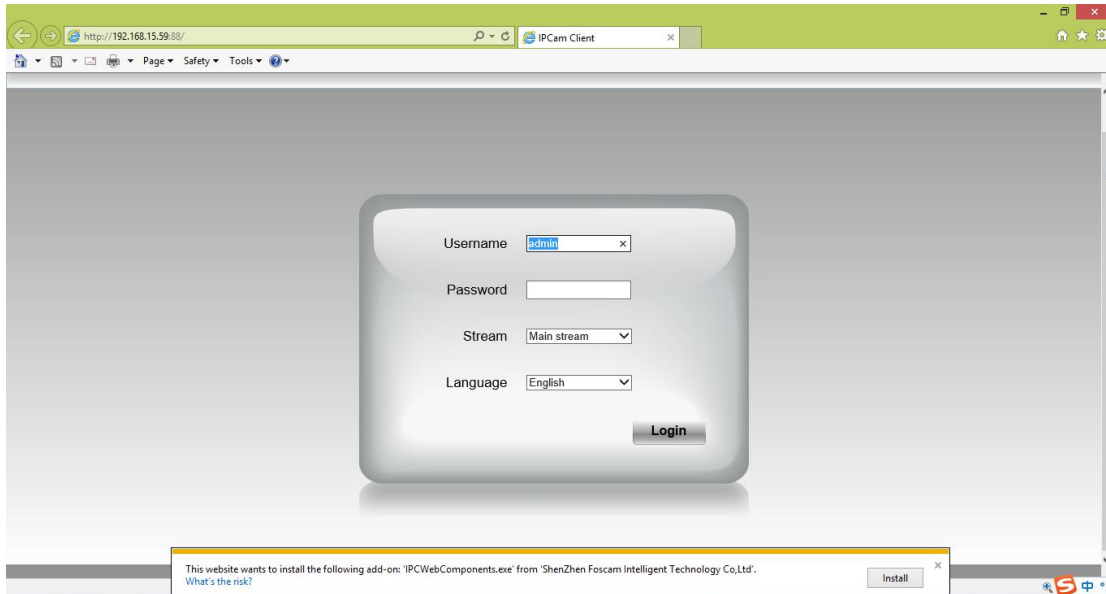 http://192.168.15.59:88/
IPCam Client
Page Safety Tools
Username admin
Password
Stream Main stream
Language English
Login
This website wants to install the following add-on: 'IPCWebComponents.exe' from 'ShenZhen Foscam Intelligent Technology Co,Ltd'.
What's the risk?
Install
中